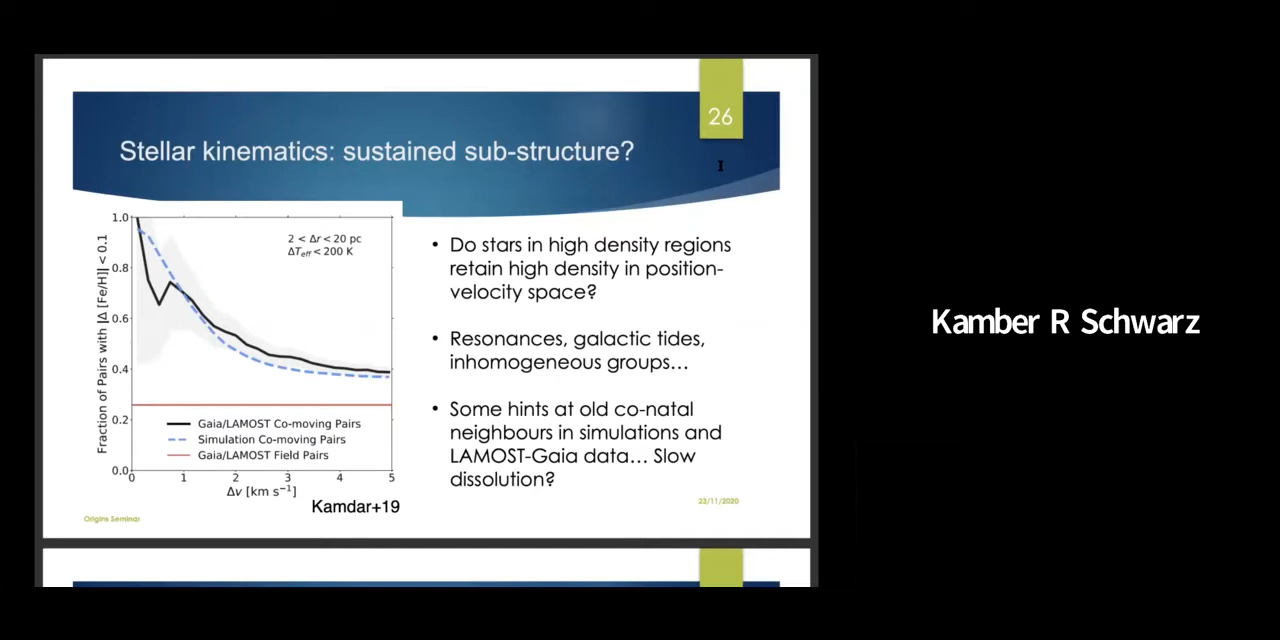 26
Stellar kinematics: sustained sub-structure?
1.0
0.8
0.6
0.4
0.2
0.0
Fraction of Pairs with |Δ [Fe/H]| < 0.1
2 < Δr < 20 pc
ΔTeff < 200 K
Gaia/LAMOST Co-moving Pairs
Simulation Co-moving Pairs
Gaia/LAMOST Field Pairs
0 1 2 3 4 5
Δv [km s⁻¹]
Kamdar+19
• Do stars in high density regions
retain high density in position-
velocity space?
• Resonances, galactic tides,
inhomogeneous groups...
• Some hints at old co-natal
neighbours in simulations and
LAMOST-Gaia data... Slow
dissolution?
Origins Seminar
23/11/2020
Kamber R Schwarz